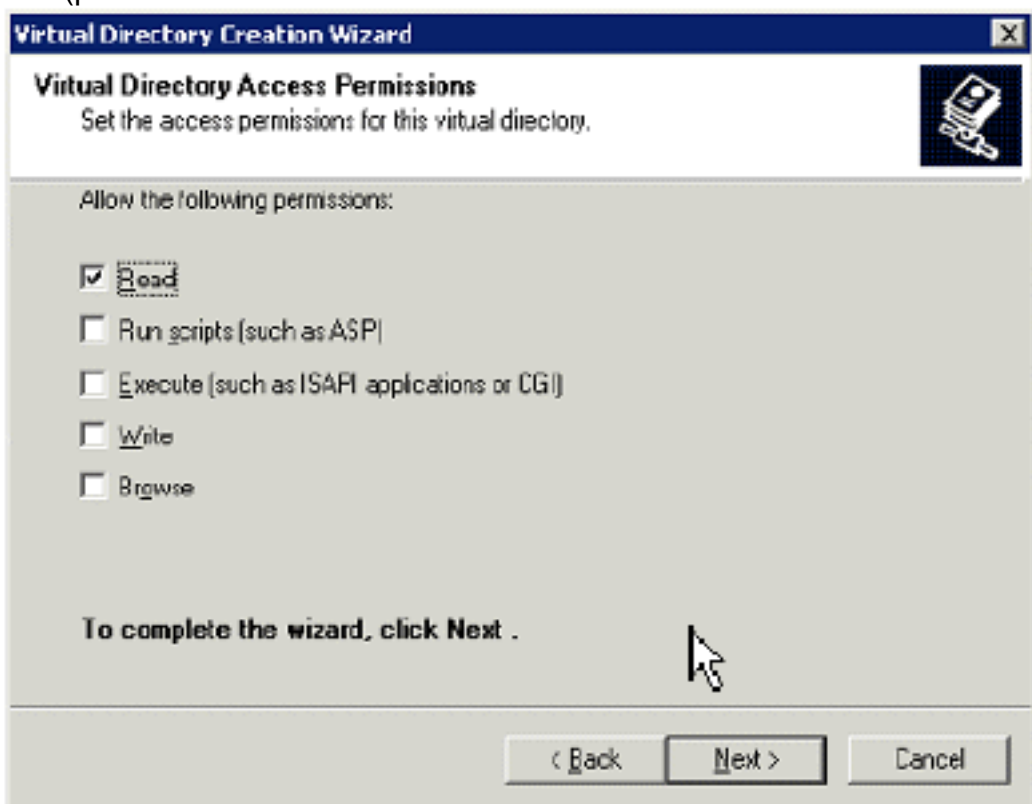 Virtual Directory Creation Wizard
Virtual Directory Access Permissions
Set the access permissions for this virtual directory.
Allow the following permissions:
Read
Run scripts (such as ASP)
Execute (such as ISAPI applications or CGI)
Write
Browse
To complete the wizard, click Next .
< Back Next > Cancel